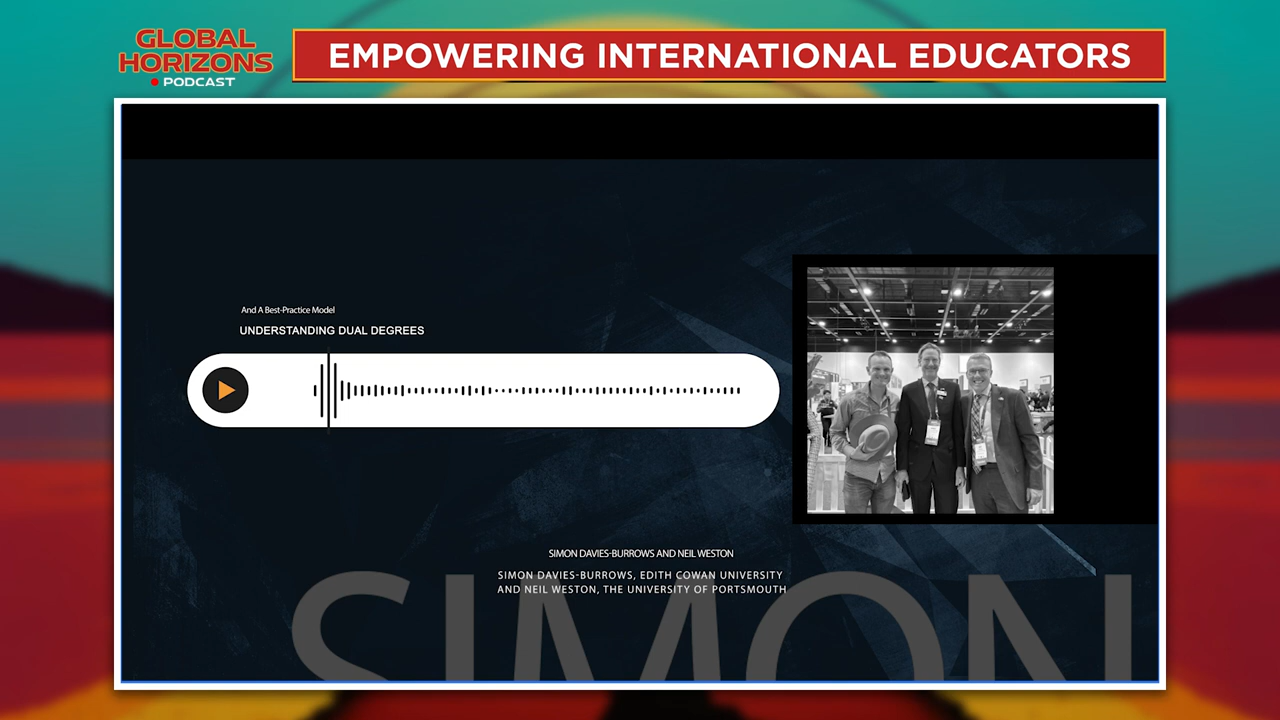 GLOBAL
HORIZONS
PODCAST
EMPOWERING INTERNATIONAL EDUCATORS
And A Best-Practice Model
UNDERSTANDING DUAL DEGREES
SIMON DAVIES-BURROWS AND NEIL WESTON
SIMON DAVIES-BURROWS, EDITH COWAN UNIVERSITY
AND NEIL WESTON, THE UNIVERSITY OF PORTSMOUTH
SIMON